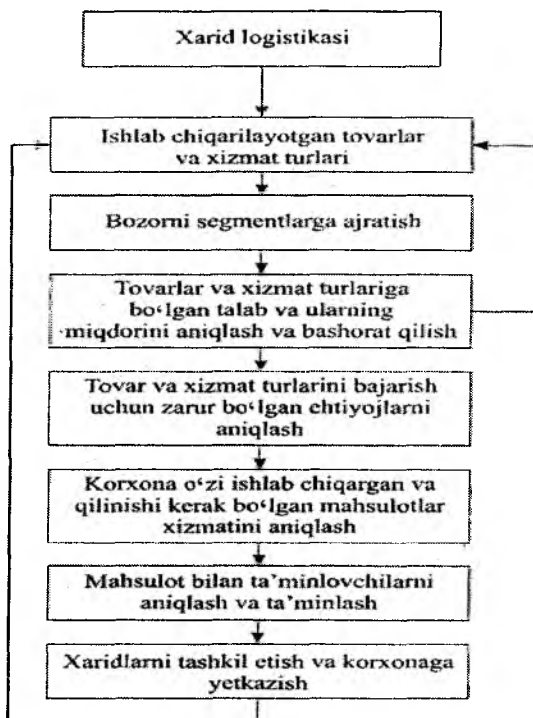 Xarid logistikasi
Ishlab chiqarilayotgan tovarlar
va xizmat turlari
Bozorni segmentlarga ajratish
Tovarlar va xizmat turlariga
bo‘lgan talab va ularning
miqdorini aniqlash va bashorat qilish
Tovar va xizmat turlarini bajarish
uchun zarur bo‘lgan ehtiyojlarni
aniqlash
Korxona o‘zi ishlab chiqargan va
qilinishi kerak bo‘lgan mahsulotlar
xizmatini aniqlash
Mahsulot bilan ta’minlovchilarni
aniqlash va ta’minlash
Xaridlarni tashkil etish va korxonaga
yetkazish